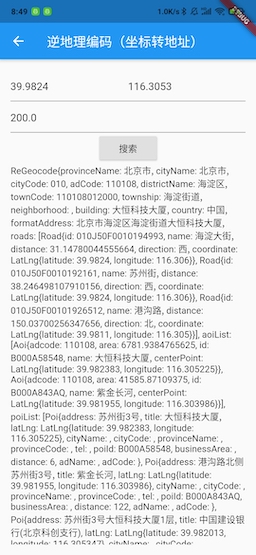 8:49
1.0K/s
逆地理编码（坐标转地址）
39.9824
116.3053
200.0
搜索
ReGeocode{provinceName: 北京市, cityName: 北京市,
cityCode: 010, adCode: 110108, districtName: 海淀区,
townCode: 110108012000, township: 海淀街道,
neighborhood: , building: 大恒科技大厦, country: 中国,
formatAddress: 北京市海淀区海淀街道大恒科技大厦,
roads: [Road{id: 010J50F0010194993, name: 海淀大街,
distance: 31.14780044555664, direction: 西, coordinate:
LatLng{latitude: 39.9824, longitude: 116.306}}, Road{id:
010J50F0010192161, name: 苏州街, distance:
38.246498107910156, direction: 西, coordinate:
LatLng{latitude: 39.9824, longitude: 116.306}}, Road{id:
010J50F00101926512, name: 港沟路, distance:
150.03700256347656, direction: 北, coordinate:
LatLng{latitude: 39.9811, longitude: 116.305}}], aoiList:
[Aoi{adcode: 110108, area: 6781.9384765625, id:
B000A58548, name: 大恒科技大厦, centerPoint:
LatLng{latitude: 39.982383, longitude: 116.305225}},
Aoi{adcode: 110108, area: 41585.87109375, id:
B000A843AQ, name: 紫金长河, centerPoint:
LatLng{latitude: 39.981955, longitude: 116.303986}}],
poiList: [Poi{address: 苏州街3号, title: 大恒科技大厦,
latLng: LatLng{latitude: 39.982383, longitude:
116.305225}, cityName: , cityCode: , provinceName: ,
provinceCode: , tel: , poiId: B000A58548, businessArea: ,
distance: 6, adName: , adCode: }, Poi{address: 港沟路北侧
苏州街3号, title: 紫金长河, latLng: LatLng{latitude:
39.981955, longitude: 116.303986}, cityName: , cityCode: ,
provinceName: , provinceCode: , tel: , poiId: B000A843AQ,
businessArea: , distance: 122, adName: , adCode: },
Poi{address: 苏州街3号大恒科技大厦1层, title: 中国建设银
行(北京科创支行), latLng: LatLng{latitude: 39.982013,
longitude: 116.305347}, cityName: , cityCode: